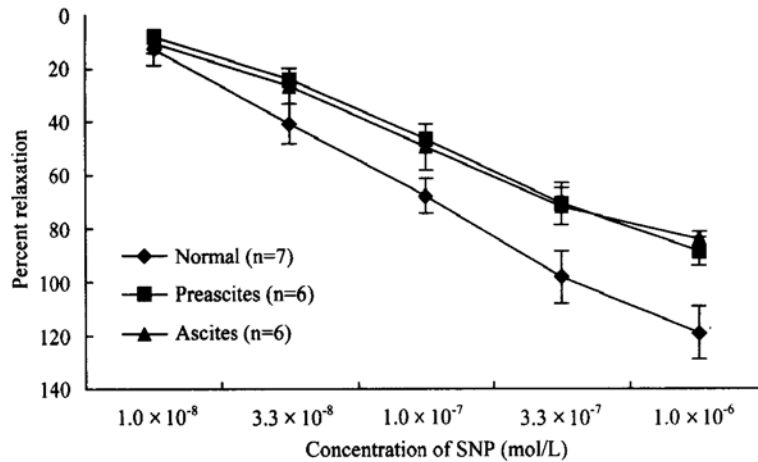 0
20
40
60
80
100
120
140
Percent relaxation
Normal (n=7)
Preascites (n=6)
Ascites (n=6)
1.0 × 10⁻⁸ 3.3 × 10⁻⁸ 1.0 × 10⁻⁷ 3.3 × 10⁻⁷ 1.0 × 10⁻⁶
Concentration of SNP (mol/L)